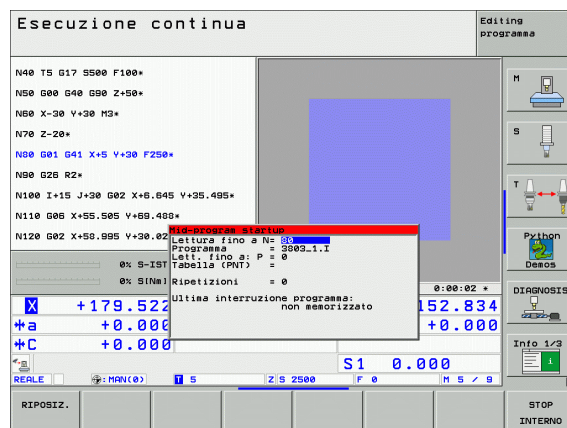 Esecuzione continua
Editing
programma
N40 T5 G17 S500 F100*
N50 G00 G40 G90 Z+50*
N60 X-30 Y+30 M3*
N70 Z-20*
N80 G01 G41 X+5 Y+30 F250*
N90 G26 R2*
N100 I+15 J+30 G02 X+6.645 Y+35.495*
N110 G06 X+55.505 Y+69.488*
N120 G02 X+58.995 Y+30.02
Mid-program startup
Lettura fino a N= 80
Programma = 3803_1.I
Lett. fino a: P = 0
Tabella (PNT) =
Ripetizioni = 0
Ultima interruzione programma:
non memorizzato
0% S-IST
0% S[Nm]
0:00:02 *
X +179.522
152.834
a +0.000
+0.000
C +0.000
S1 0.000
REALE
:MAN(0)
T 5
Z S 2500
F 0
M 5 / 9
M
S
T
Python
Demos
DIAGNOSIS
Info 1/3
i
RIPOSIZ.
STOP
INTERNO